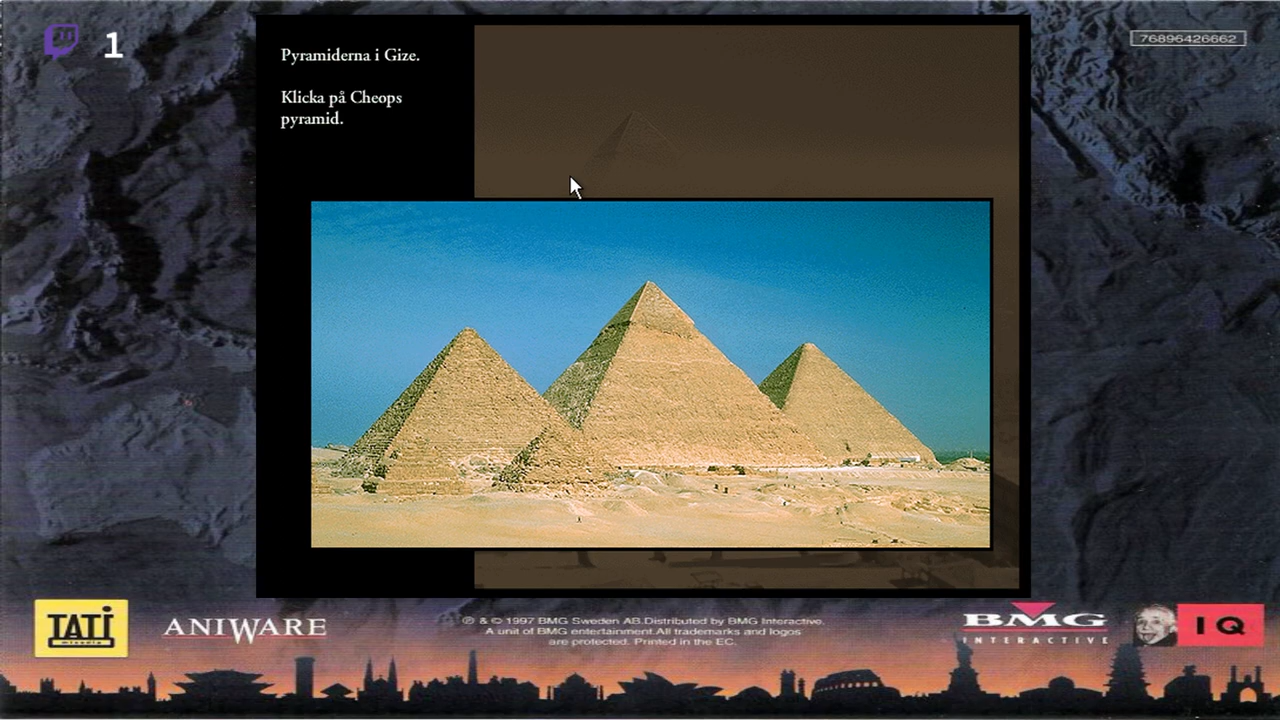 1
76896426662
Pyramiderna i Gize.
Klicka på Cheops
pyramid.
TATi
mixedia
ANIWARE
℗ & © 1997 BMG Sweden AB.Distributed by BMG Interactive.
A unit of BMG entertainment.All trademarks and logos
are protected. Printed in the EC.
BMG
INTERACTIVE
IQ